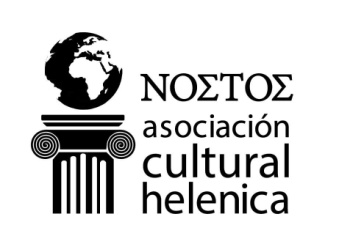 ΝΟΣΤΟΣ
asociación
cultural
helenica